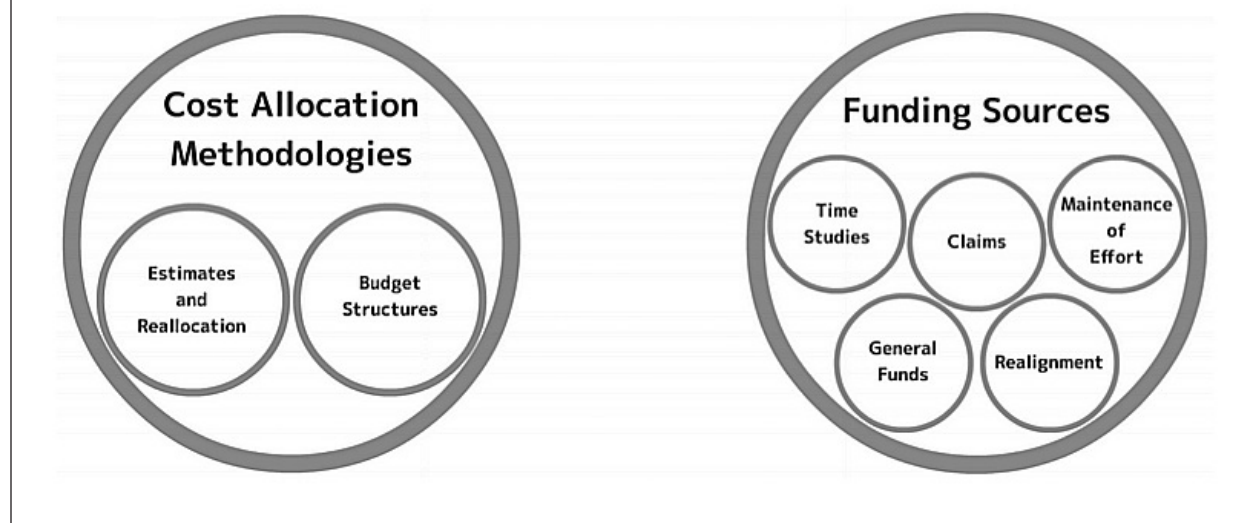 Cost Allocation
Methodologies
Estimates
and
Reallocation
Budget
Structures
Funding Sources
Time
Studies
Claims
Maintenance
of
Effort
General
Funds
Realignment